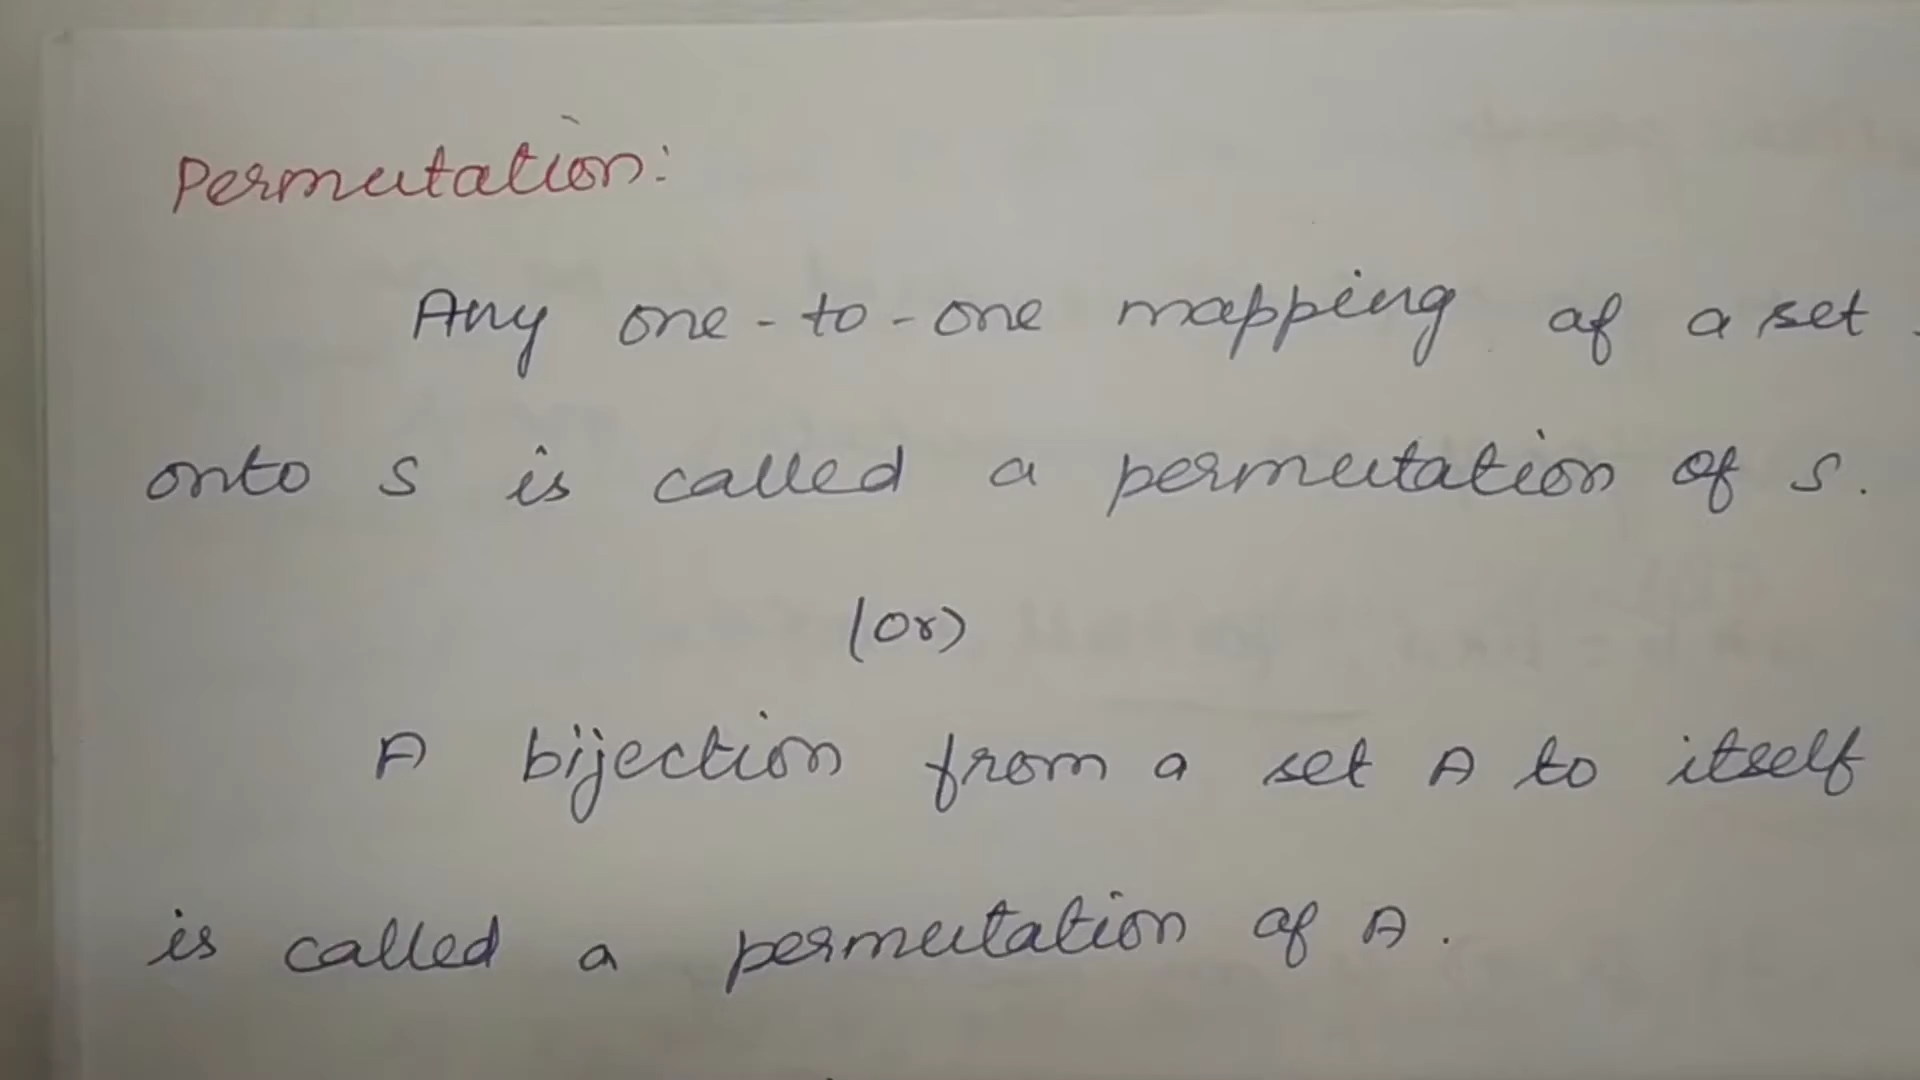 Permutation:
Any one-to-one mapping of a set
onto S is called a permutation of S.
(Or)
A bijection from a set A to itself
is called a permutation of A.